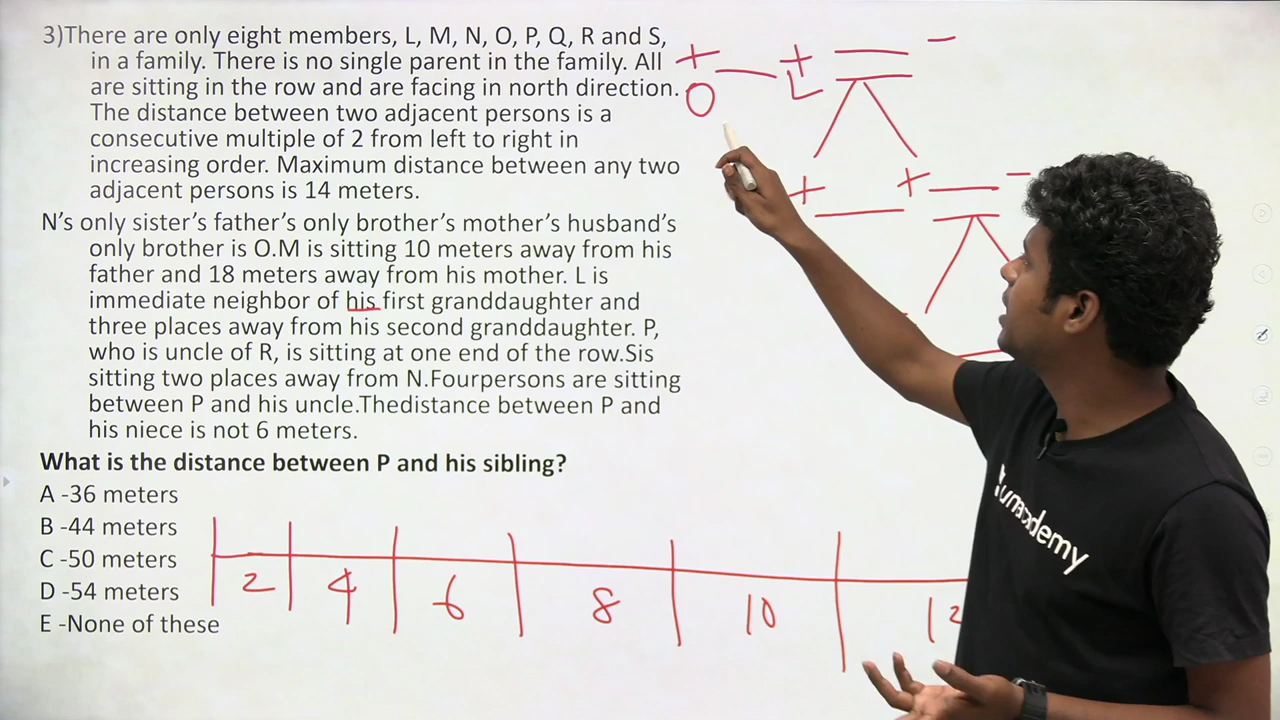 3)There are only eight members, L, M, N, O, P, Q, R and S,
in a family. There is no single parent in the family. All
are sitting in the row and are facing in north direction.
The distance between two adjacent persons is a
consecutive multiple of 2 from left to right in
increasing order. Maximum distance between any two
adjacent persons is 14 meters.
N's only sister's father's only brother's mother's husband's
only brother is O.M is sitting 10 meters away from his
father and 18 meters away from his mother. L is
immediate neighbor of his first granddaughter and
three places away from his second granddaughter. P,
who is uncle of R, is sitting at one end of the row.Sis
sitting two places away from N.Fourpersons are sitting
between P and his uncle.Thedistance between P and
his niece is not 6 meters.
What is the distance between P and his sibling?
A -36 meters
B -44 meters
C -50 meters
D -54 meters
E -None of these
+ + -
O L
+ + -
2 4 6 8 10 12
unacademy